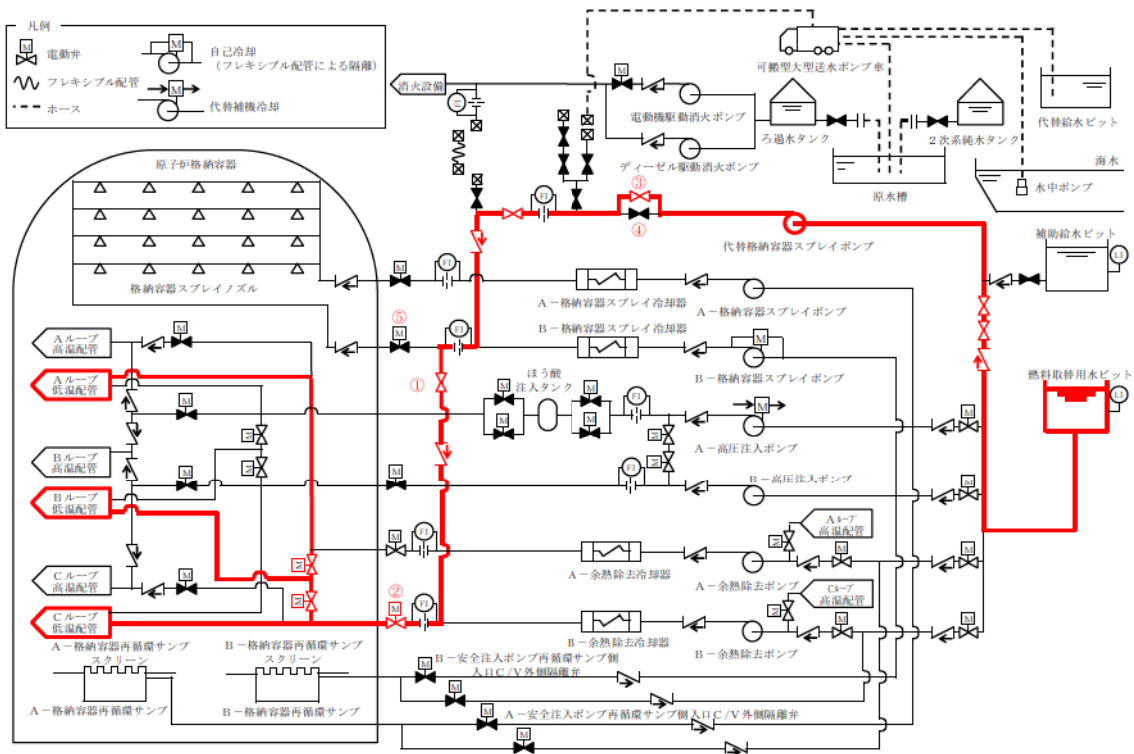 凡例
M
電動弁
フレキシブル配管
ホース
M
自己冷却
(フレキシブル配管による隔離)
M
代替補機冷却
消火設備
FI
M
電動機駆動消火ポンプ
ディーゼル駆動消火ポンプ
可搬型大型送水ポンプ車
ろ過水タンク
2次系純水タンク
原水槽
代替給水ピット
海水
水中ポンプ
補助給水ピット
LI
原子炉格納容器
格納容器スプレイノズル
FI
③
④
代替格納容器スプレイポンプ
M
FI
A-格納容器スプレイ冷却器
A-格納容器スプレイポンプ
⑤
M
FI
B-格納容器スプレイ冷却器
M
B-格納容器スプレイポンプ
燃料取替用水ピット
LI
①
Aループ
高温配管
M
Aループ
低温配管
M
M
M
ほう酸
注入タンク
M
M
M
M
FI
M
A-高圧注入ポンプ
M
Bループ
高温配管
M
M
FI
M
B-高圧注入ポンプ
M
Bループ
低温配管
M
M
FI
A-余熱除去冷却器
A-余熱除去ポンプ
Aループ
高温配管
M
M
M
Cループ
高温配管
M
M
②
Cループ
低温配管
M
FI
B-余熱除去冷却器
B-余熱除去ポンプ
Cループ
高温配管
M
M
M
A-格納容器再循環サンプ
スクリーン
B-格納容器再循環サンプ
スクリーン
A-格納容器再循環サンプ
B-格納容器再循環サンプ
B-安全注入ポンプ再循環サンプ側
入口C/V外側隔離弁
M
M
A-安全注入ポンプ再循環サンプ側入口C/V外側隔離弁
M
M